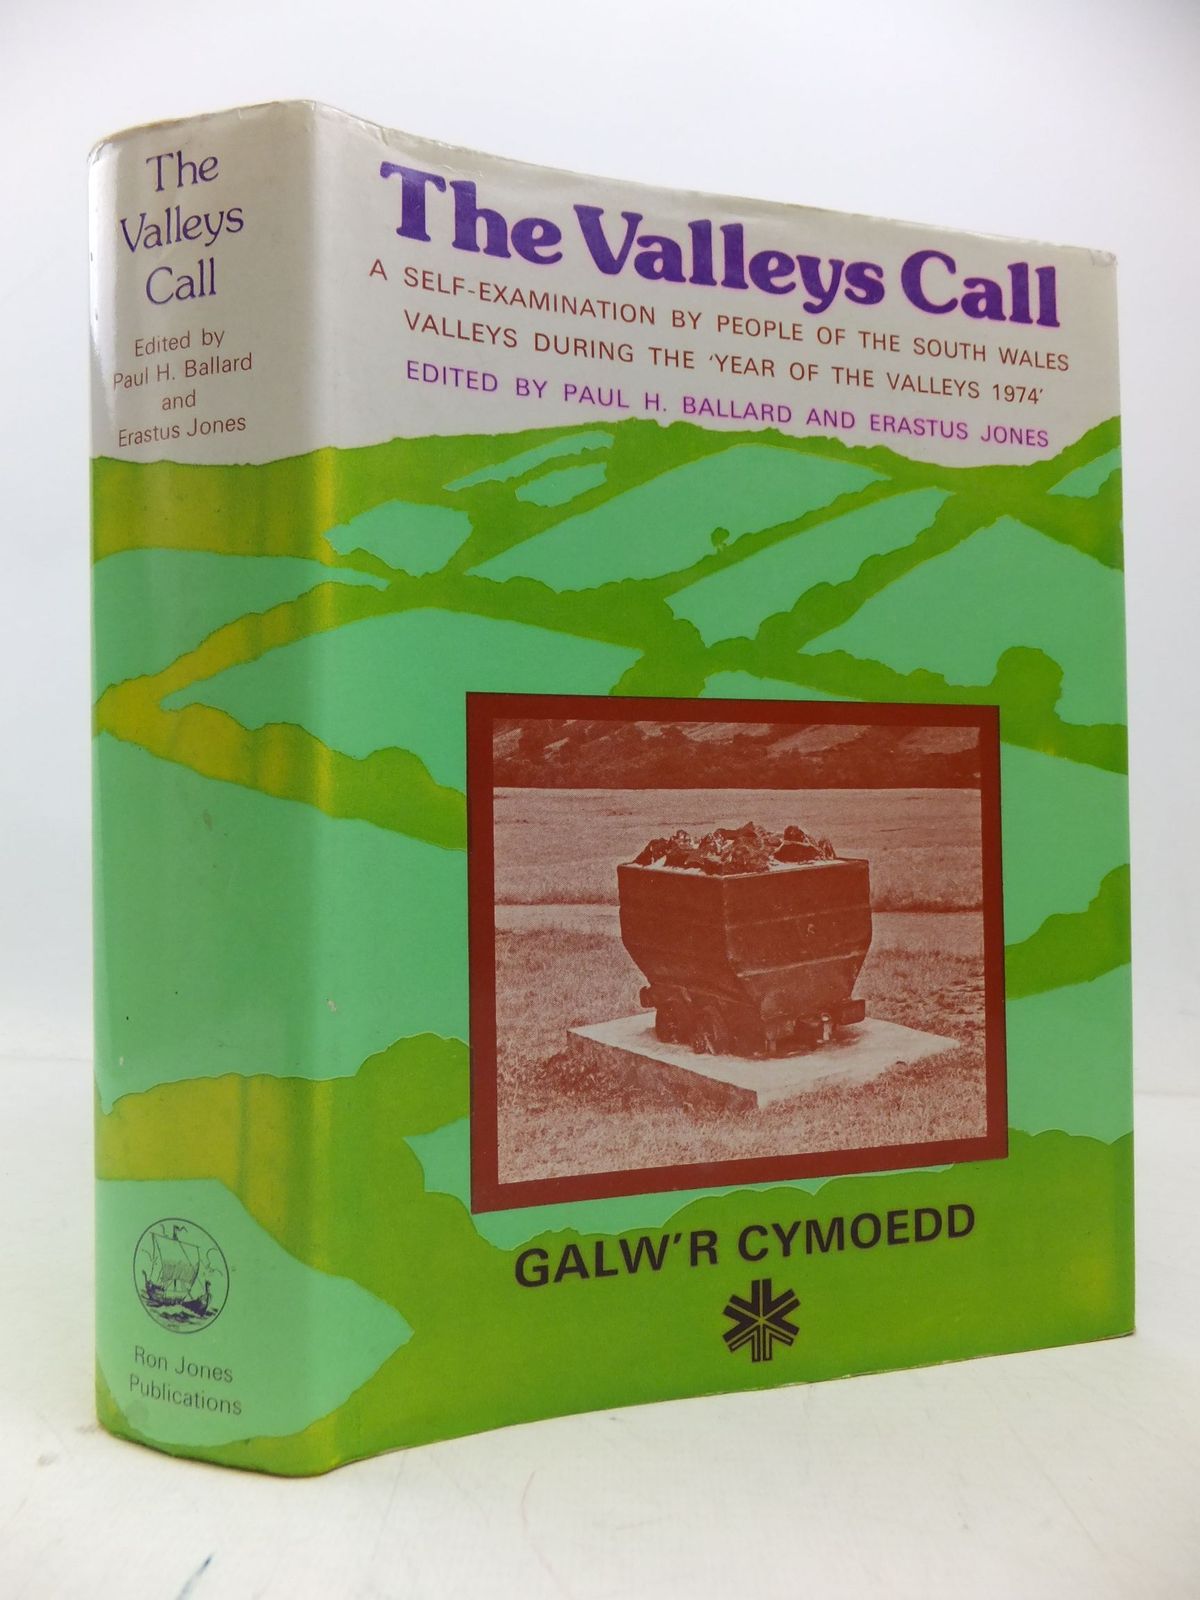 The
Valleys
Call
Edited by
Paul H. Ballard
and
Erastus Jones
Ron Jones
Publications
The Valleys Call
A SELF-EXAMINATION BY PEOPLE OF THE SOUTH WALES
VALLEYS DURING THE ‘YEAR OF THE VALLEYS 1974’
EDITED BY PAUL H. BALLARD AND ERASTUS JONES
GALW’R CYMOEDD